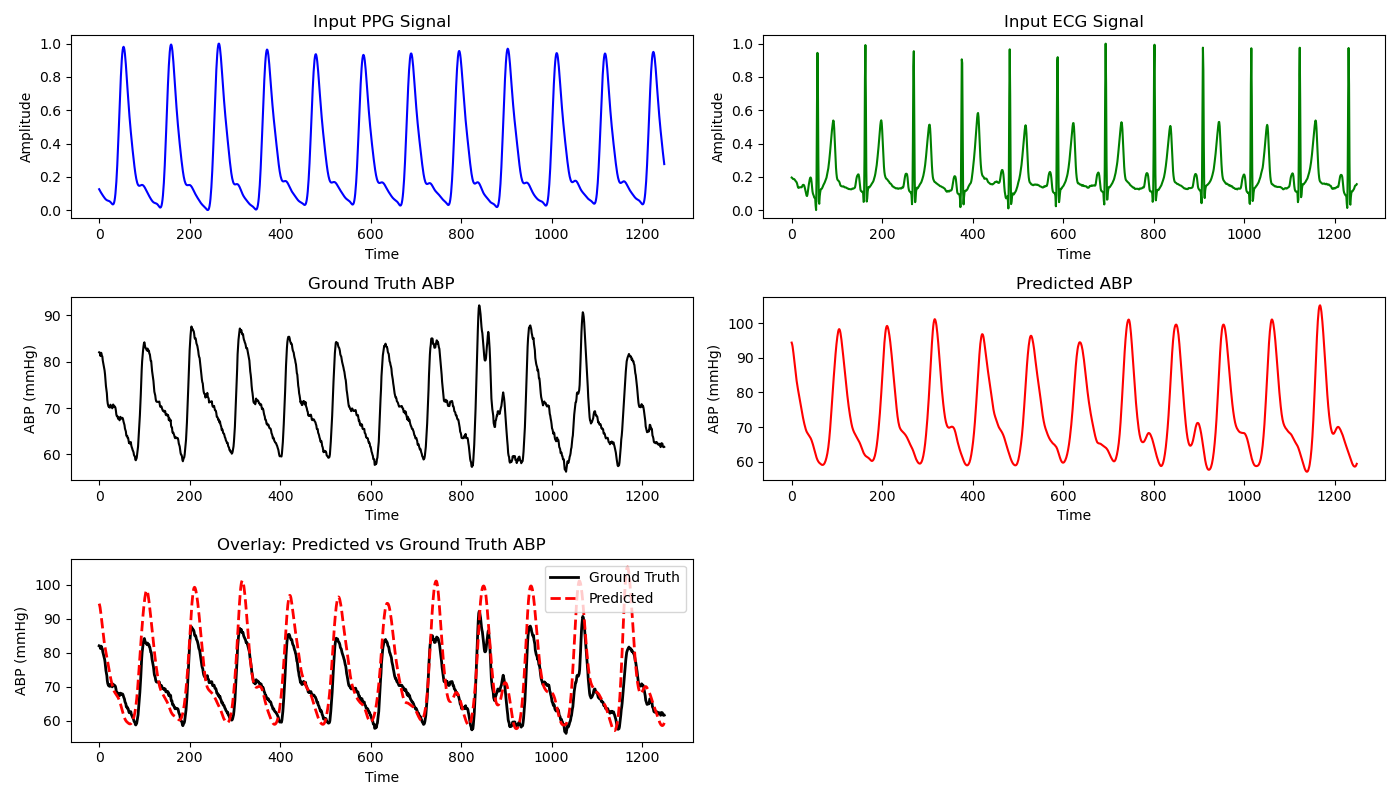 Input PPG Signal
Amplitude
1.0
0.8
0.6
0.4
0.2
0.0
0 200 400 600 800 1000 1200
Time
Input ECG Signal
Amplitude
1.0
0.8
0.6
0.4
0.2
0.0
0 200 400 600 800 1000 1200
Time
Ground Truth ABP
ABP (mmHg)
90
80
70
60
0 200 400 600 800 1000 1200
Time
Predicted ABP
ABP (mmHg)
100
90
80
70
60
0 200 400 600 800 1000 1200
Time
Overlay: Predicted vs Ground Truth ABP
ABP (mmHg)
100
90
80
70
60
Ground Truth
Predicted
0 200 400 600 800 1000 1200
Time